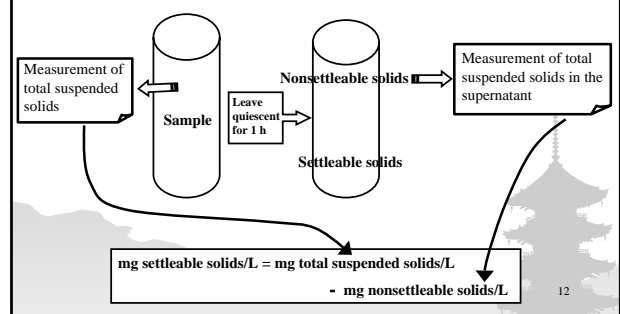 Measurement of
total suspended
solids
Sample
Leave
quiescent
for 1 h
Nonsettleable solids
Settleable solids
Measurement of total
suspended solids in the
supernatant
mg settleable solids/L = mg total suspended solids/L
- mg nonsettleable solids/L
12